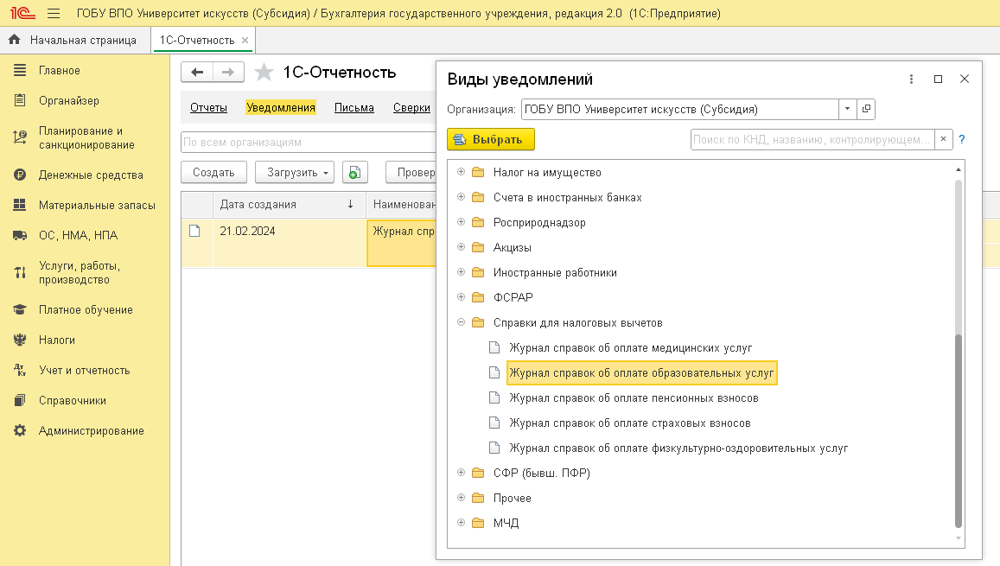 1С ГОБУ ВПО Университет искусств (Субсидия) / Бухгалтерия государственного учреждения, редакция 2.0 (1С:Предприятие)
Начальная страница
1С-Отчетность ×
Главное
Органайзер
Планирование и
санкционирование
Денежные средства
Материальные запасы
ОС, НМА, НПА
Услуги, работы,
производство
Платное обучение
Налоги
Учет и отчетность
Справочники
Администрирование
1С-Отчетность
Отчеты Уведомления Письма Сверки
По всем организациям
Создать Загрузить Провер
Дата создания ↓ Наименован
21.02.2024 Журнал спр
Виды уведомлений
Организация: ГОБУ ВПО Университет искусств (Субсидия)
Выбрать Поиск по КНД, названию, контролирующем... × ?
Налог на имущество
Счета в иностранных банках
Росприроднадзор
Акцизы
Иностранные работники
ФСРАР
Справки для налоговых вычетов
Журнал справок об оплате медицинских услуг
Журнал справок об оплате образовательных услуг
Журнал справок об оплате пенсионных взносов
Журнал справок об оплате страховых взносов
Журнал справок об оплате физкультурно-оздоровительных услуг
СФР (бывш. ПФР)
Прочее
МЧД